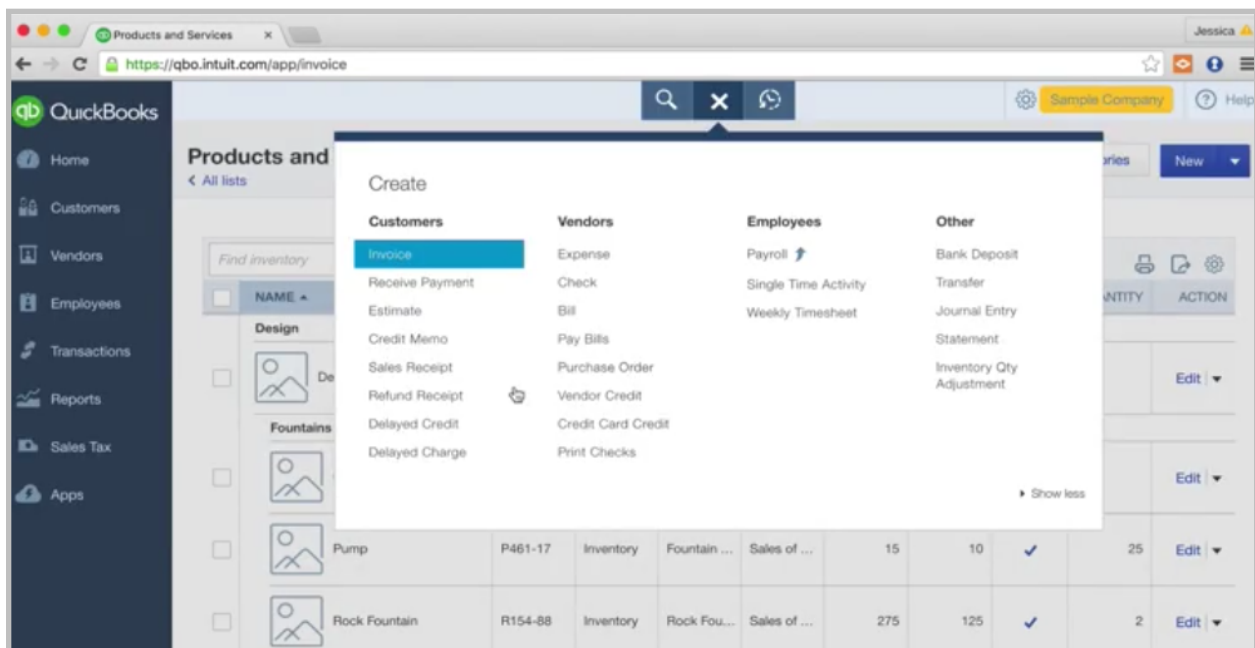 Products and Services
Jessica
https://qbo.intuit.com/app/invoice
qb QuickBooks
Sample Company
? Help
Home
Customers
Vendors
Employees
Transactions
Reports
Sales Tax
Apps
Products and
All lists
New
Find inventory
NAME
ACTION
Create
Customers
Invoice
Receive Payment
Estimate
Credit Memo
Sales Receipt
Refund Receipt
Delayed Credit
Delayed Charge
Vendors
Expense
Check
Bill
Pay Bills
Purchase Order
Vendor Credit
Credit Card Credit
Print Checks
Employees
Payroll
Single Time Activity
Weekly Timesheet
Other
Bank Deposit
Transfer
Journal Entry
Statement
Inventory Qty
Adjustment
Show less
Design
De
Edit
Fountains
Edit
Pump P461-17 Inventory Fountain ... Sales of ... 15 10 25 Edit
Rock Fountain R154-88 Inventory Rock Fou... Sales of ... 275 125 2 Edit